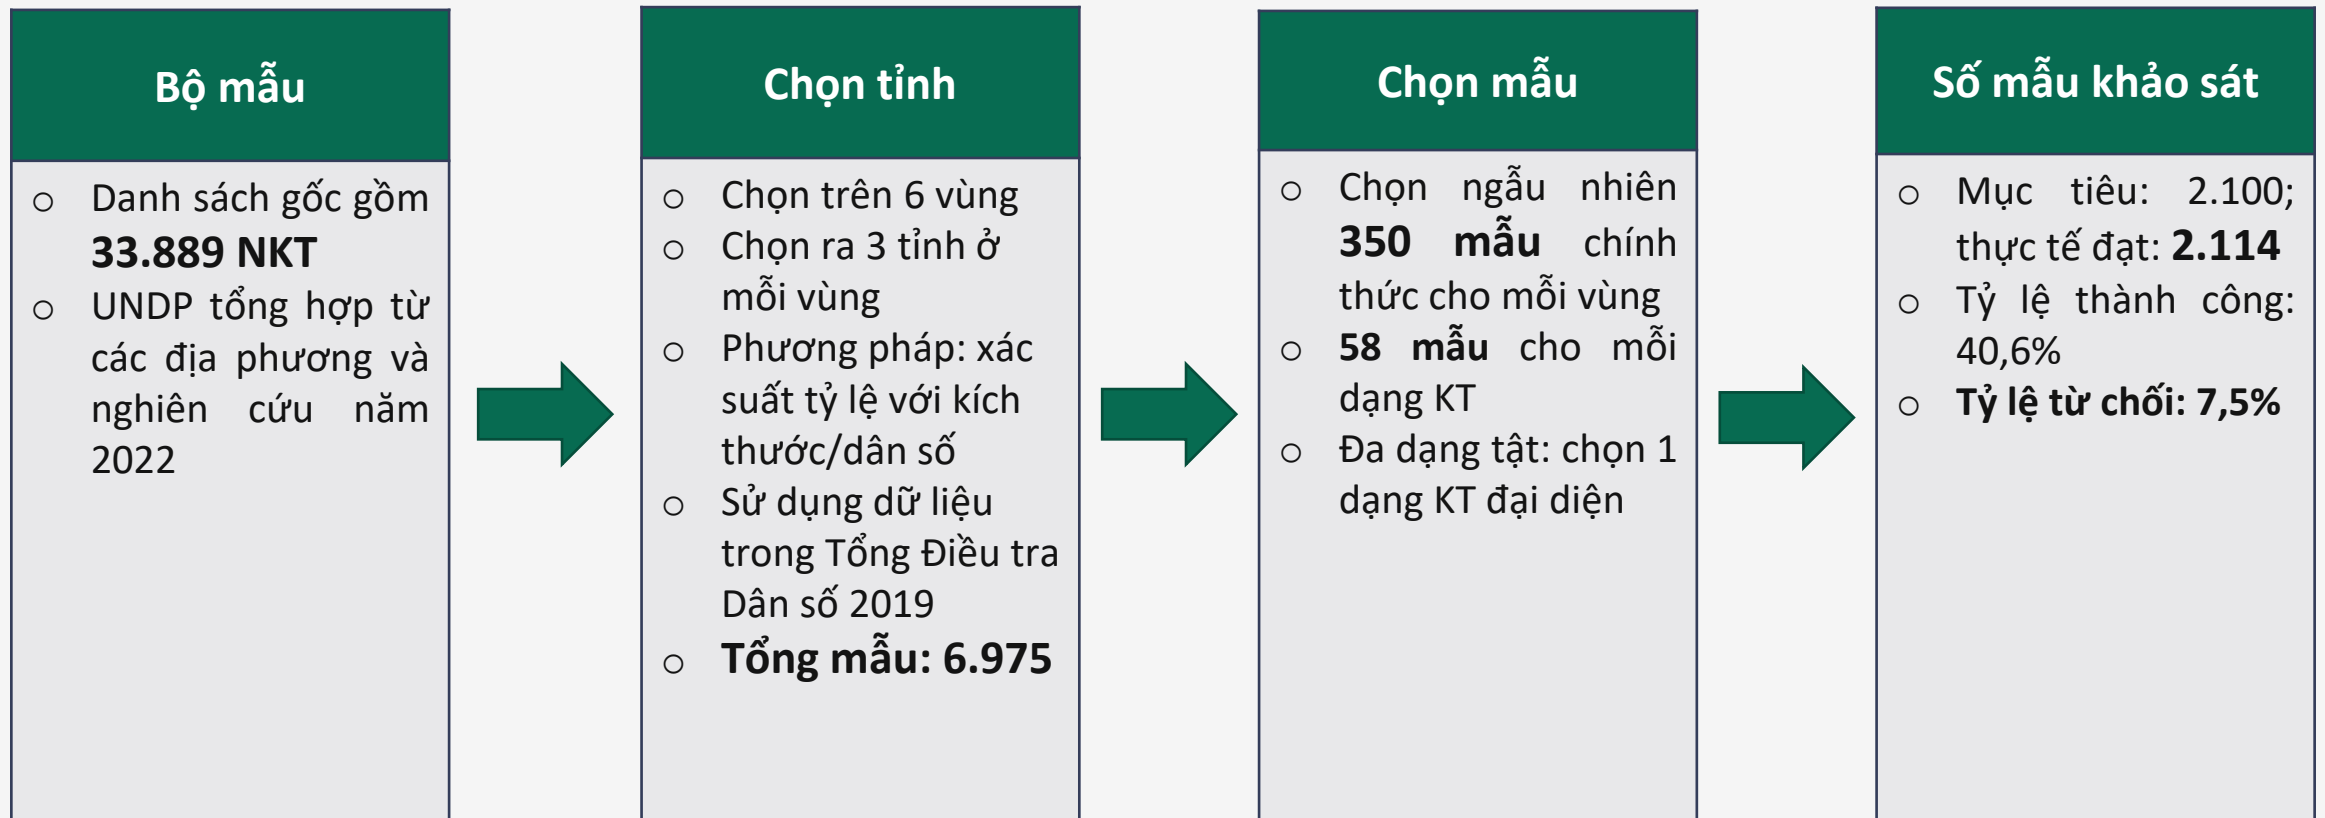 Bộ mẫu
○ Danh sách gốc gồm
33.889 NKT
○ UNDP tổng hợp từ
các địa phương và
nghiên cứu năm
2022
Chọn tỉnh
○ Chọn trên 6 vùng
○ Chọn ra 3 tỉnh ở
mỗi vùng
○ Phương pháp: xác
suất tỷ lệ với kích
thước/dân số
○ Sử dụng dữ liệu
trong Tổng Điều tra
Dân số 2019
○ Tổng mẫu: 6.975
Chọn mẫu
○ Chọn ngẫu nhiên
350 mẫu chính
thức cho mỗi vùng
○ 58 mẫu cho mỗi
dạng KT
○ Đa dạng tật: chọn 1
dạng KT đại diện
Số mẫu khảo sát
○ Mục tiêu: 2.100;
thực tế đạt: 2.114
○ Tỷ lệ thành công:
40,6%
○ Tỷ lệ từ chối: 7,5%